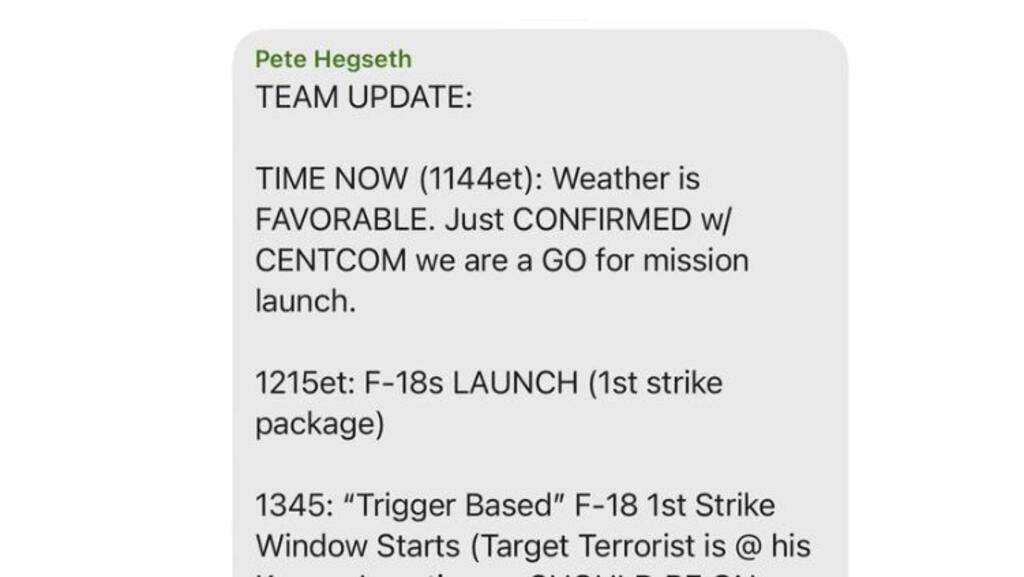 Pete Hegseth
TEAM UPDATE:
TIME NOW (1144et): Weather is
FAVORABLE. Just CONFIRMED w/
CENTCOM we are a GO for mission
launch.
1215et: F-18s LAUNCH (1st strike
package)
1345: “Trigger Based” F-18 1st Strike
Window Starts (Target Terrorist is @ his